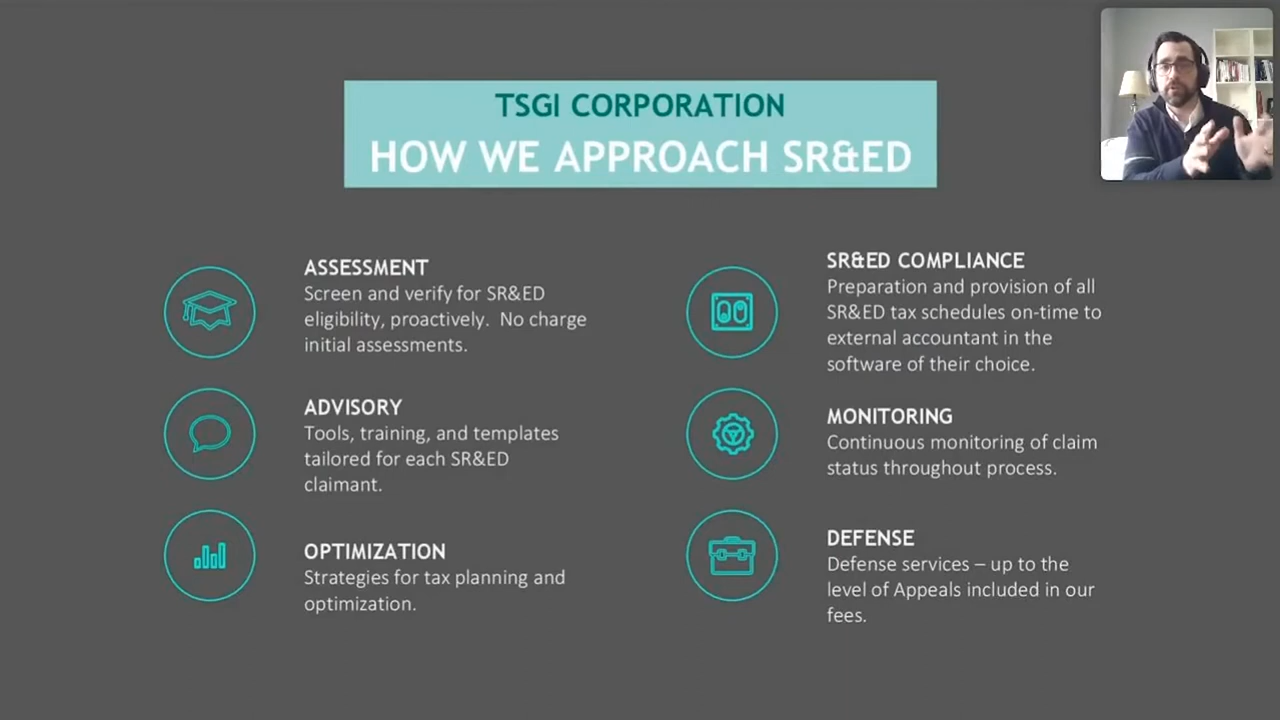 TSGI CORPORATION
HOW WE APPROACH SR&ED
ASSESSMENT
Screen and verify for SR&ED
eligibility, proactively.  No charge
initial assessments.
ADVISORY
Tools, training, and templates
tailored for each SR&ED
claimant.
OPTIMIZATION
Strategies for tax planning and
optimization.
SR&ED COMPLIANCE
Preparation and provision of all
SR&ED tax schedules on-time to
external accountant in the
software of their choice.
MONITORING
Continuous monitoring of claim
status throughout process.
DEFENSE
Defense services – up to the
level of Appeals included in our
fees.